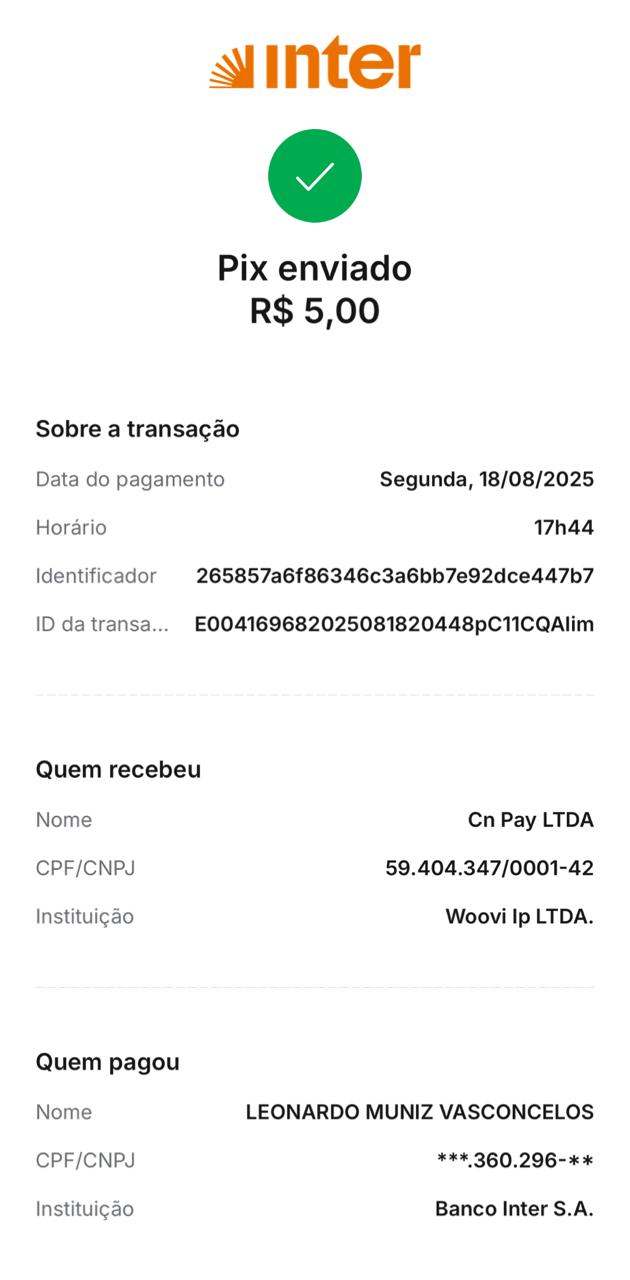 inter
Pix enviado
R$ 5,00
Sobre a transação
Data do pagamento Segunda, 18/08/2025
Horário 17h44
Identificador 265857a6f86346c3a6bb7e92dce447b7
ID da transa... E00416968202508182044​8pC11CQAlim
Quem recebeu
Nome Cn Pay LTDA
CPF/CNPJ 59.404.347/0001-42
Instituição Woovi Ip LTDA.
Quem pagou
Nome LEONARDO MUNIZ VASCONCELOS
CPF/CNPJ ***.360.296-**
Instituição Banco Inter S.A.